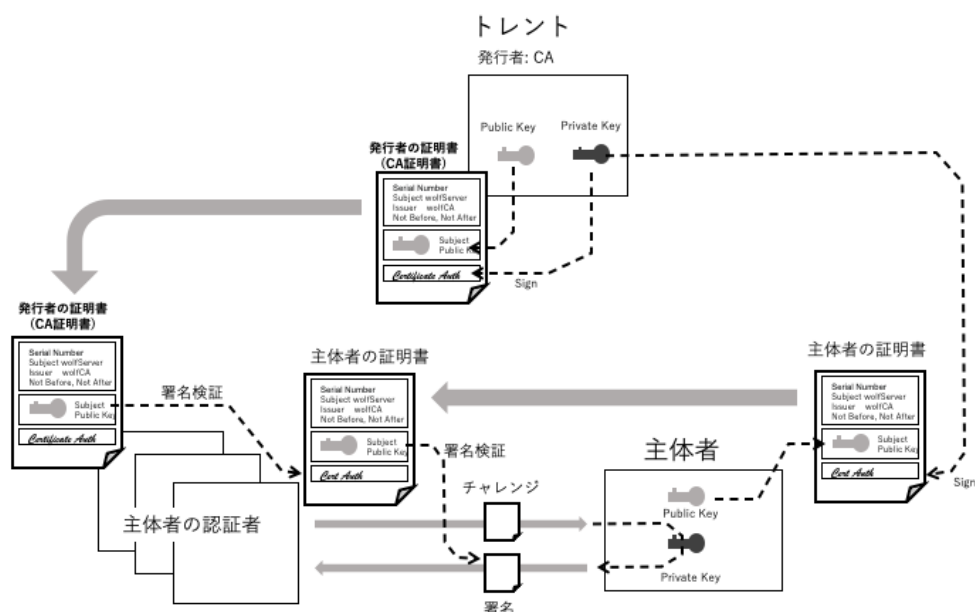 トレント
発行者: CA
Public Key
Private Key
発行者の証明書
(CA証明書)
Serial Number
Subject wolfServer
Issuer wolfCA
Not Before, Not After
Subject
Public Key
Certificate Auth
Sign
発行者の証明書
(CA証明書)
Serial Number
Subject wolfServer
Issuer wolfCA
Not Before, Not After
Subject
Public Key
Certificate Auth
署名検証
主体者の証明書
Serial Number
Subject wolfServer
Issuer wolfCA
Not Before, Not After
Subject
Public Key
Cert Auth
署名検証
主体者の証明書
Serial Number
Subject wolfServer
Issuer wolfCA
Not Before, Not After
Subject
Public Key
Cert Auth
Sign
主体者の認証者
チャレンジ
署名
主体者
Public Key
Private Key